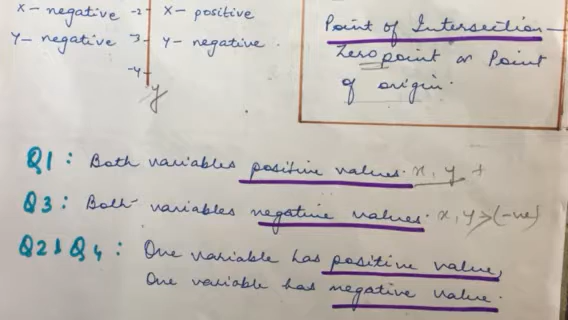 X - negative -2 X - positive
Y - negative -3 Y - negative
-4
y
Point of Intersection -
Zero point or Point
of origin.
Q1 : Both variables positive values. x, y +
Q3 : Both variables negative values. x, y > (-ve)
Q2 & Q4 : One variable has positive value,
One variable has negative value.